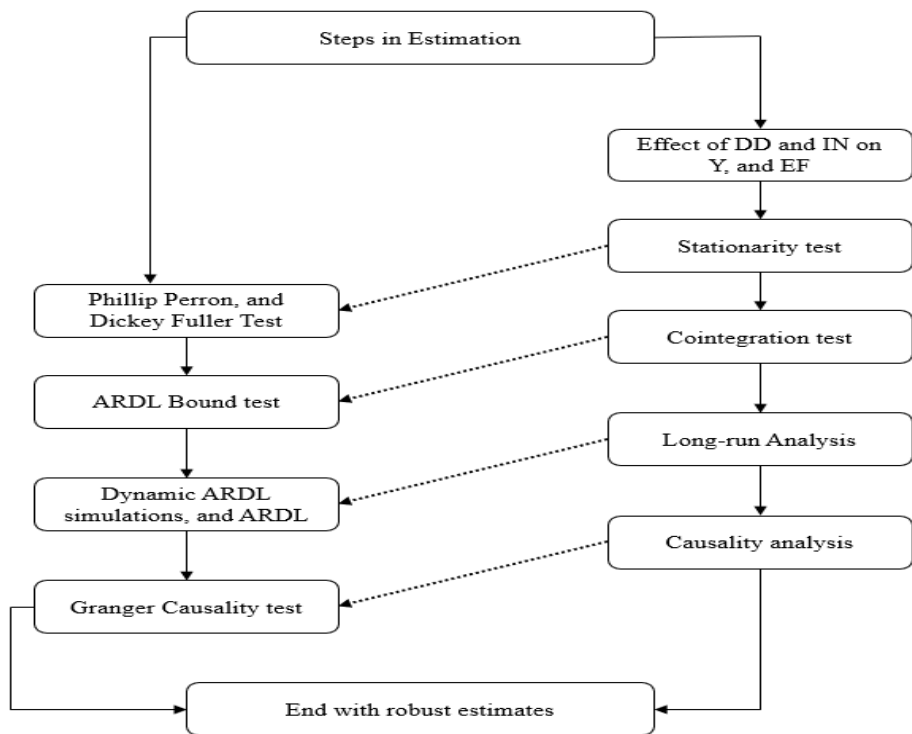 Steps in Estimation
Effect of DD and IN on
Y, and EF
Stationarity test
Phillip Perron, and
Dickey Fuller Test
Cointegration test
ARDL Bound test
Long-run Analysis
Dynamic ARDL
simulations, and ARDL
Causality analysis
Granger Causality test
End with robust estimates